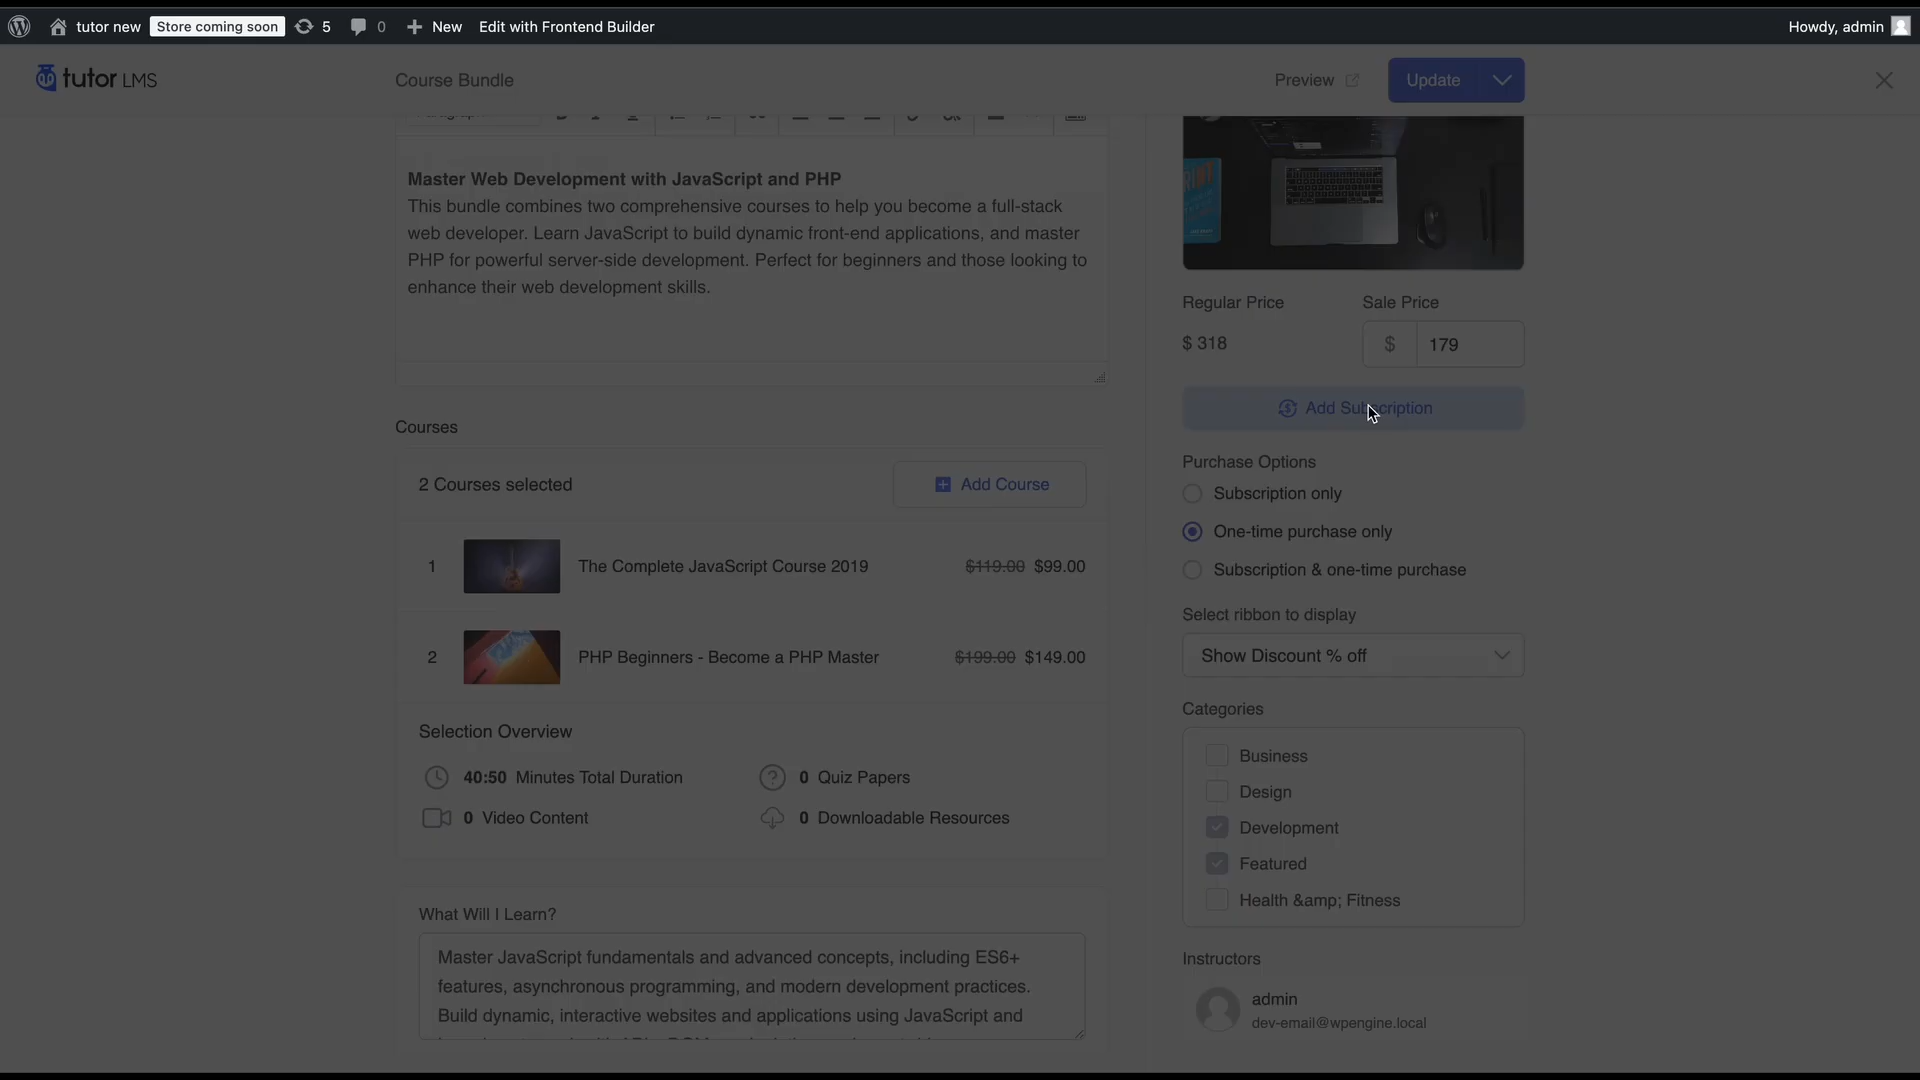 tutor new
Store coming soon
5
0
New
Edit with Frontend Builder
Howdy, admin
tutor LMS
Course Bundle
Preview
Update
Master Web Development with JavaScript and PHP
This bundle combines two comprehensive courses to help you become a full-stack
web developer. Learn JavaScript to build dynamic front-end applications, and master
PHP for powerful server-side development. Perfect for beginners and those looking to
enhance their web development skills.
Courses
2 Courses selected
Add Course
1
The Complete JavaScript Course 2019
$119.00 $99.00
2
PHP Beginners - Become a PHP Master
$199.00 $149.00
Selection Overview
40:50 Minutes Total Duration
0 Quiz Papers
0 Video Content
0 Downloadable Resources
What Will I Learn?
Master JavaScript fundamentals and advanced concepts, including ES6+
features, asynchronous programming, and modern development practices.
Build dynamic, interactive websites and applications using JavaScript and
Regular Price
Sale Price
$ 318
$ 179
Add Subscription
Purchase Options
Subscription only
One-time purchase only
Subscription & one-time purchase
Select ribbon to display
Show Discount % off
Categories
Business
Design
Development
Featured
Health &amp; Fitness
Instructors
admin
dev-email@wpengine.local